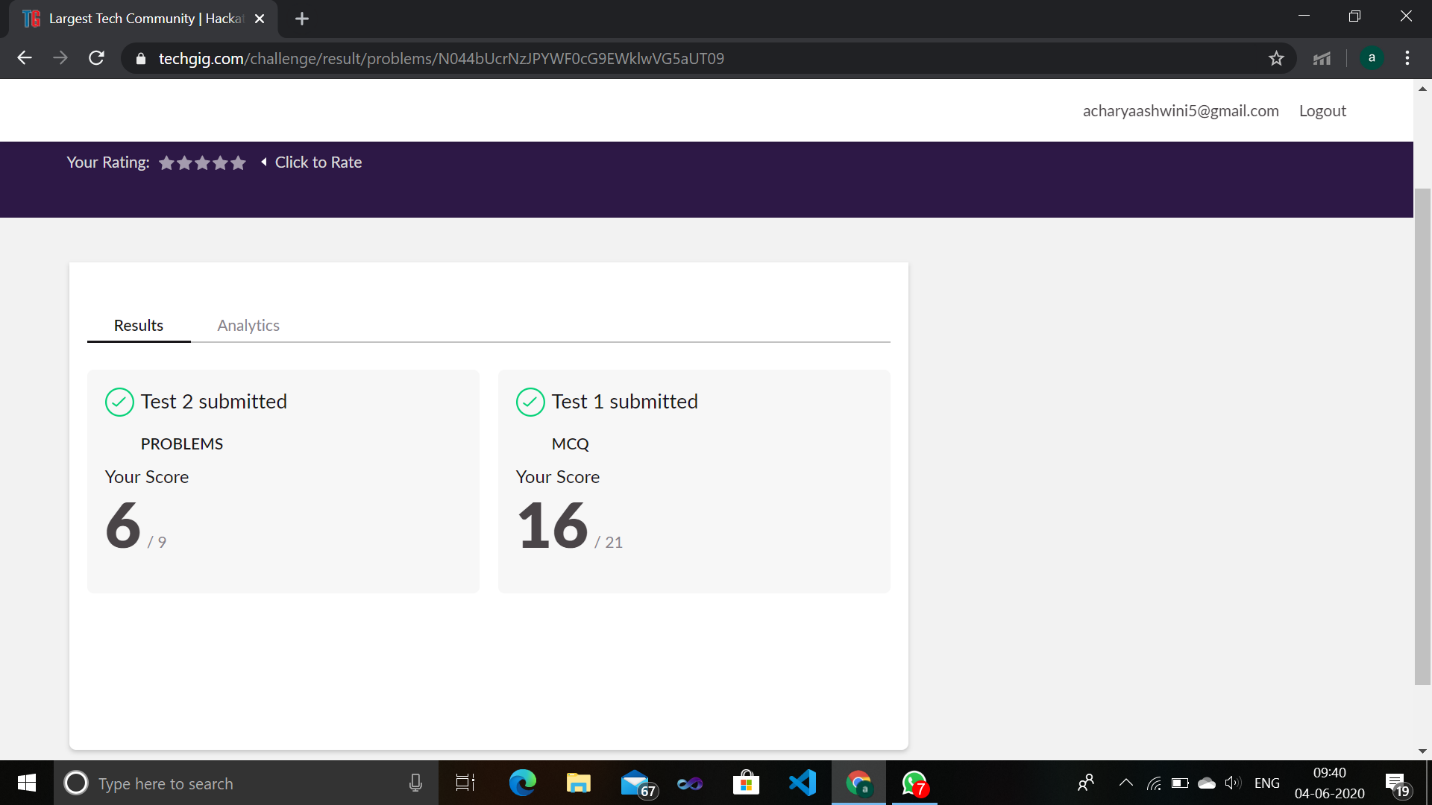 Largest Tech Community | Hacka
techgig.com/challenge/result/problems/N044bUcrNzJPYWF0cG9EWklwVG5aUT09
a
acharyaashwini5@gmail.com Logout
Your Rating: Click to Rate
Results Analytics
Test 2 submitted
PROBLEMS
Your Score
6 / 9
Test 1 submitted
MCQ
Your Score
16 / 21
Type here to search
67
a
7
ENG
09:40
04-06-2020
19